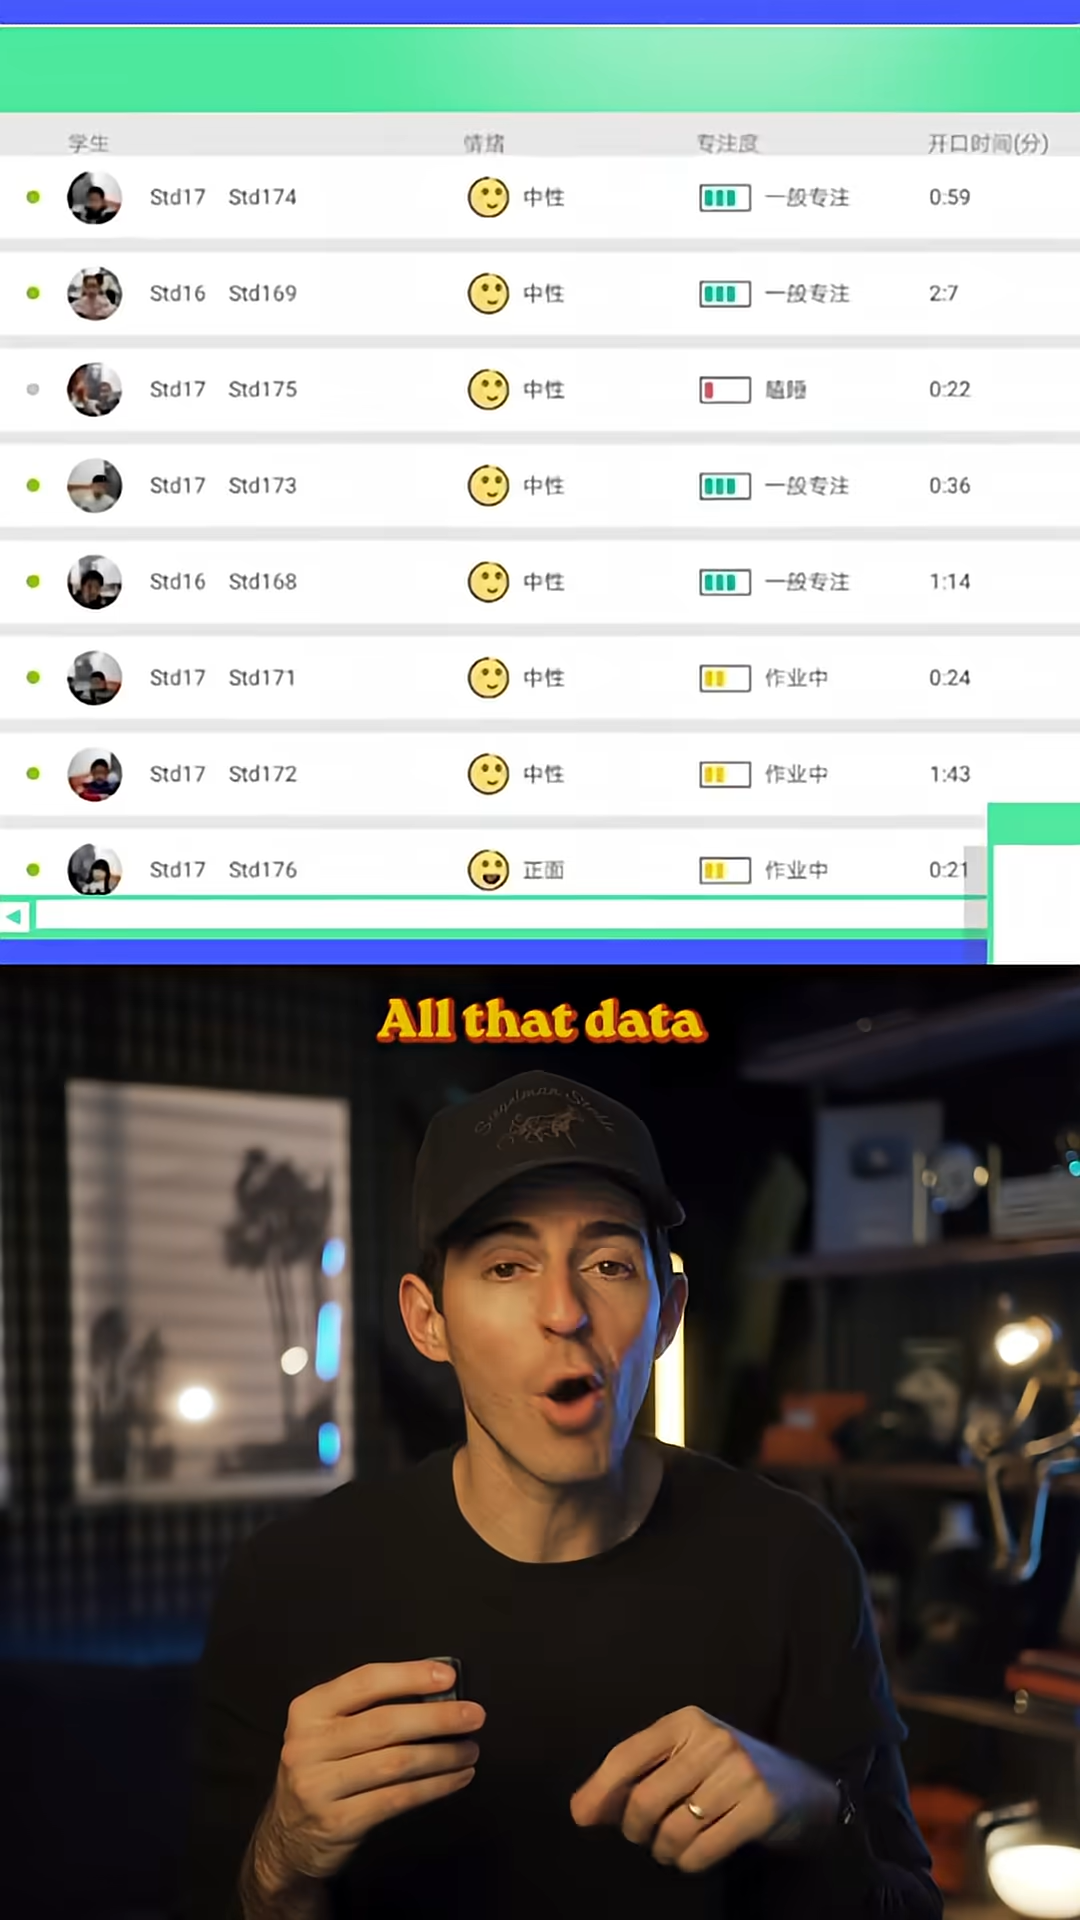 学生 情绪 专注度 开口时间(分)
Std17 Std174 中性 一般专注 0:59
Std16 Std169 中性 一般专注 2:7
Std17 Std175 中性 瞌睡 0:22
Std17 Std173 中性 一般专注 0:36
Std16 Std168 中性 一般专注 1:14
Std17 Std171 中性 作业中 0:24
Std17 Std172 中性 作业中 1:43
Std17 Std176 正面 作业中 0:21
All that data